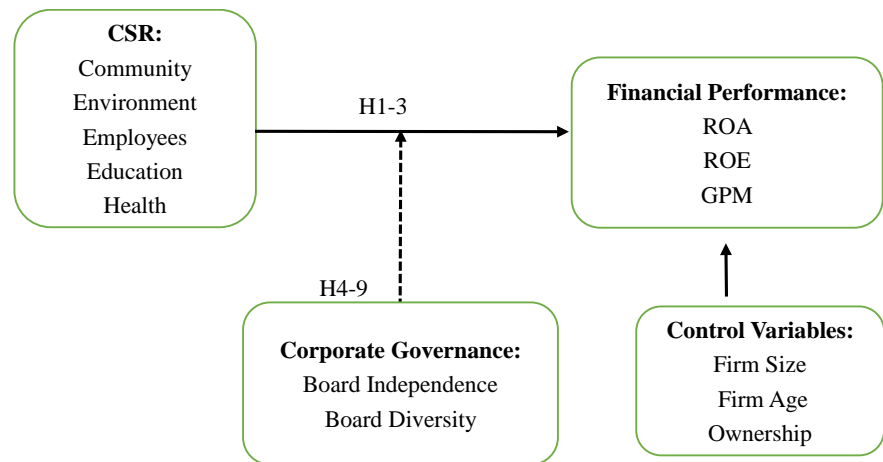 CSR:
Community
Environment
Employees
Education
Health
H1-3
Financial Performance:
ROA
ROE
GPM
H4-9
Corporate Governance:
Board Independence
Board Diversity
Control Variables:
Firm Size
Firm Age
Ownership